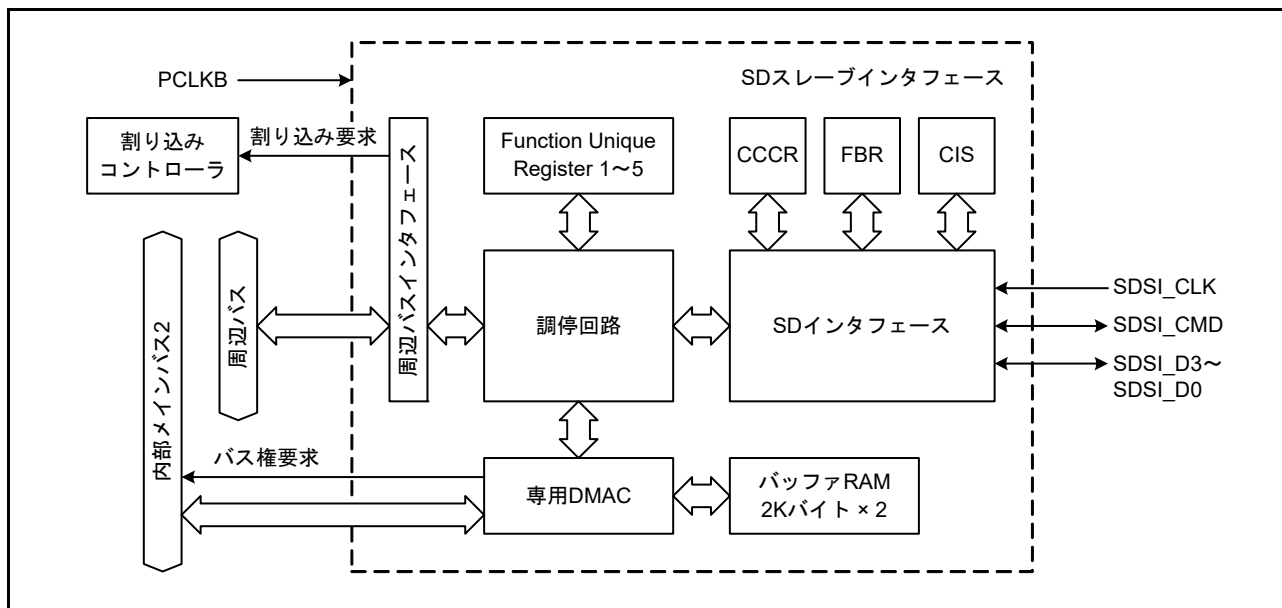 PCLKB
SDスレーブインタフェース
割り込み
コントローラ
割り込み要求
周辺バスインタフェース
Function Unique
Register 1～5
CCCR
FBR
CIS
内部メインバス2
周辺バス
調停回路
SDインタフェース
SDSI_CLK
SDSI_CMD
SDSI_D3～
SDSI_D0
バス権要求
専用DMAC
バッファRAM
2Kバイト × 2